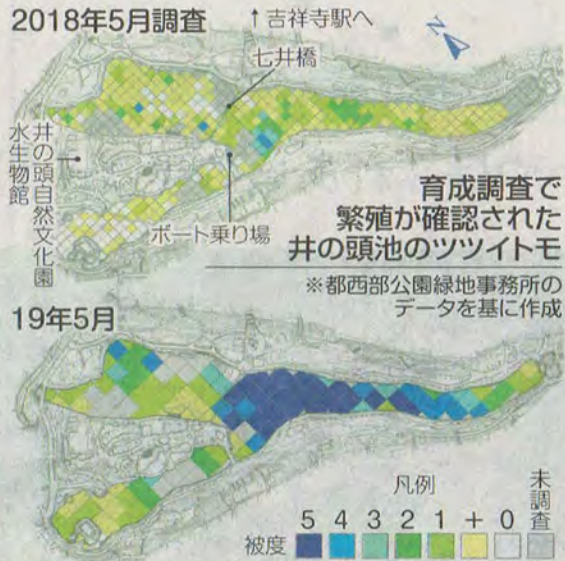 2018年5月調査
↑吉祥寺駅へ
N
七井橋
井の頭自然文化園
水生物館
ボート乗り場
育成調査で
繁殖が確認された
井の頭池のツツイトモ
※都西部公園緑地事務所の
データを基に作成
19年5月
凡例
被度 5 4 3 2 1 + 0 未調査